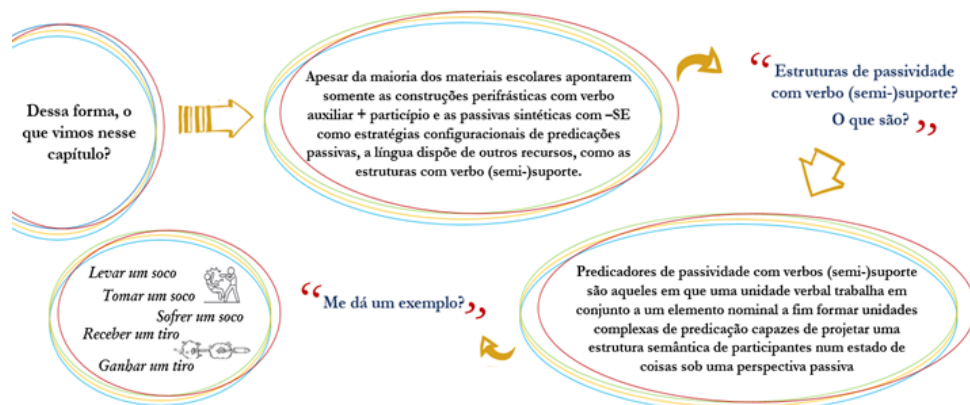 Dessa forma, o
que vimos nesse
capítulo?
Apesar da maioria dos materiais escolares apontarem
somente as construções perifrásticas com verbo
auxiliar + particípio e as passivas sintéticas com –SE
como estratégias configuracionais de predicações
passivas, a língua dispõe de outros recursos, como as
estruturas com verbo (semi-)suporte.
“Estruturas de passividade
com verbo (semi-)suporte?
O que são?”
Predicadores de passividade com verbos (semi-)suporte
são aqueles em que uma unidade verbal trabalha em
conjunto a um elemento nominal a fim formar unidades
complexas de predicação capazes de projetar uma
estrutura semântica de participantes num estado de
coisas sob uma perspectiva passiva
“Me dá um exemplo?”
Levar um soco
Tomar um soco
Sofrer um soco
Receber um tiro
Ganhar um tiro